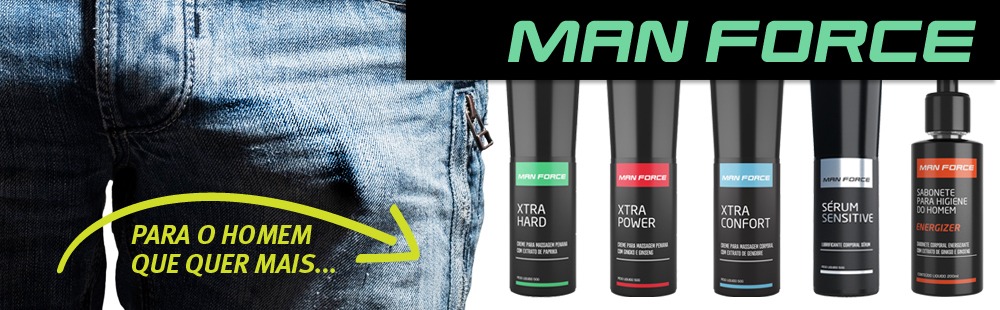 MAN FORCE
PARA O HOMEM
QUE QUER MAIS...
MAN FORCE
XTRA
HARD
CREME PARA MASSAGEM PENIANA
COM EXTRATO DE PAPRIKA
MAN FORCE
XTRA
POWER
CREME PARA MASSAGEM PENIANA
COM GINKGO E GINSENG
MAN FORCE
XTRA
CONFORT
CREME PARA MASSAGEM CORPORAL
COM EXTRATO DE GENGIBRE
MAN FORCE
SÉRUM
SENSITIVE
LUBRIFICANTE CORPORAL SÉRUM
MAN FORCE
SABONETE
PARA HIGIENE
DO HOMEM
ENERGIZER
SABONETE CORPORAL ENERGIZANTE
COM EXTRATO DE GINKGO E GINSENG